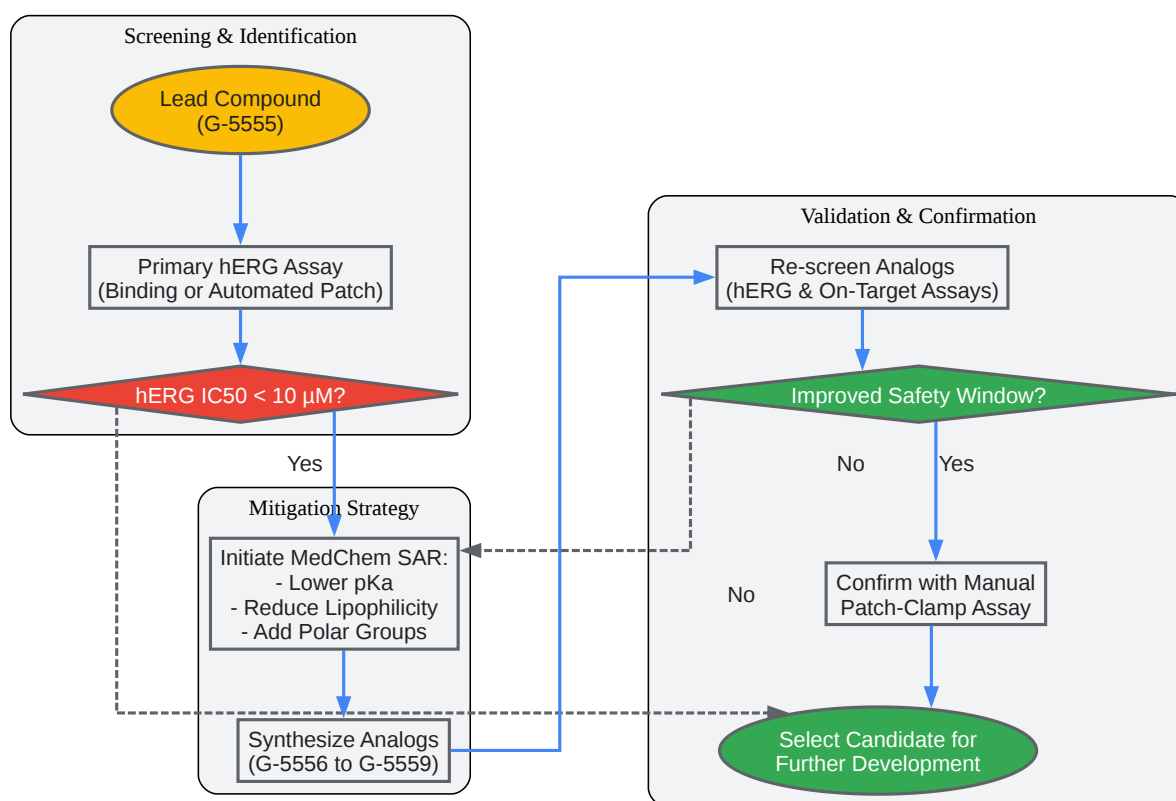 Screening & Identification
Lead Compound
(G-5555)
Primary hERG Assay
(Binding or Automated Patch)
hERG IC50 < 10 µM?
Yes
Mitigation Strategy
Initiate MedChem SAR:
- Lower pKa
- Reduce Lipophilicity
- Add Polar Groups
Synthesize Analogs
(G-5556 to G-5559)
Validation & Confirmation
Re-screen Analogs
(hERG & On-Target Assays)
Improved Safety Window?
No
Yes
No
Confirm with Manual
Patch-Clamp Assay
Select Candidate for
Further Development